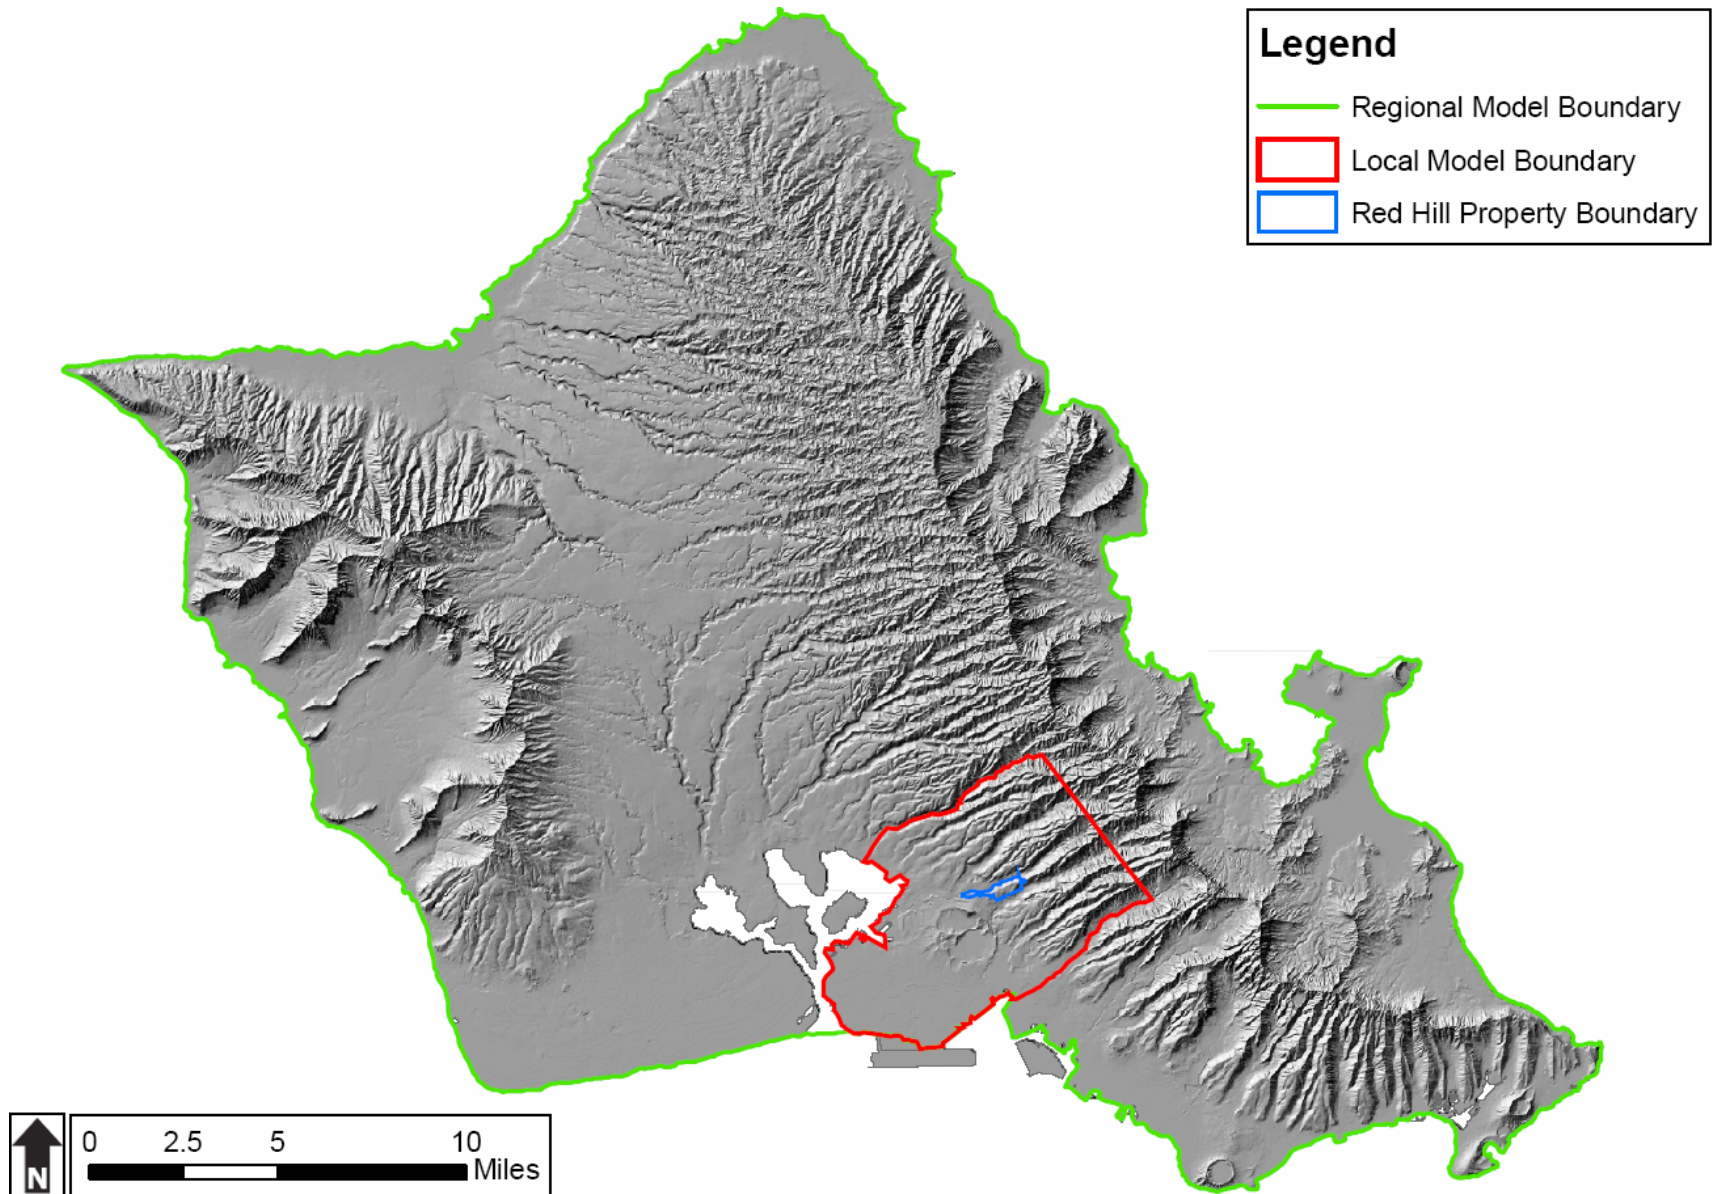 Legend
Regional Model Boundary
Local Model Boundary
Red Hill Property Boundary
N
0 2.5 5 10
Miles